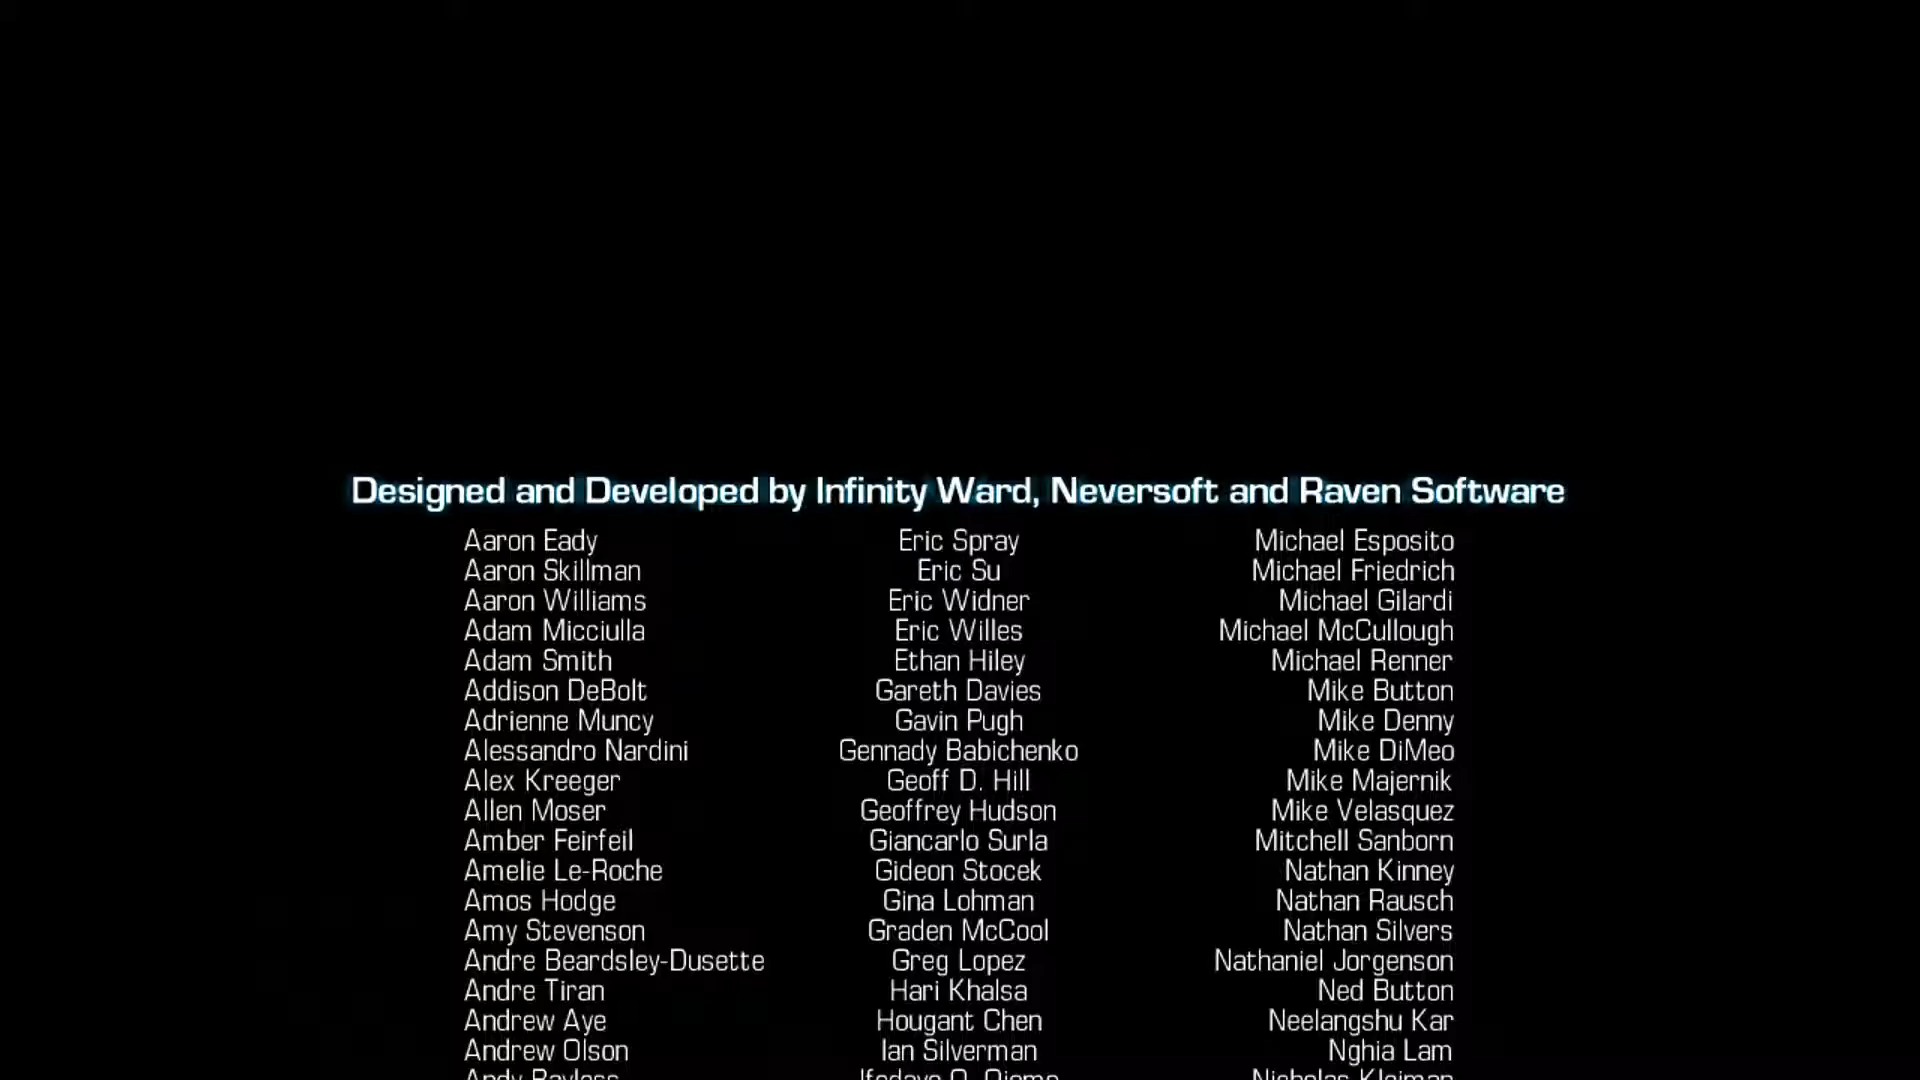 Designed and Developed by Infinity Ward, Neversoft and Raven Software
Aaron Eady Eric Spray Michael Esposito
Aaron Skillman Eric Su Michael Friedrich
Aaron Williams Eric Widner Michael Gilardi
Adam Micciulla Eric Willes Michael McCullough
Adam Smith Ethan Hiley Michael Renner
Addison DeBolt Gareth Davies Mike Button
Adrienne Muncy Gavin Pugh Mike Denny
Alessandro Nardini Gennady Babichenko Mike DiMeo
Alex Kreeger Geoff D. Hill Mike Majernik
Allen Moser Geoffrey Hudson Mike Velasquez
Amber Feirfeil Giancarlo Surla Mitchell Sanborn
Amelie Le-Roche Gideon Stocek Nathan Kinney
Amos Hodge Gina Lohman Nathan Rausch
Amy Stevenson Graden McCool Nathan Silvers
Andre Beardsley-Dusette Greg Lopez Nathaniel Jorgenson
Andre Tiran Hari Khalsa Ned Button
Andrew Aye Hougant Chen Neelangshu Kar
Andrew Olson Ian Silverman Nghia Lam